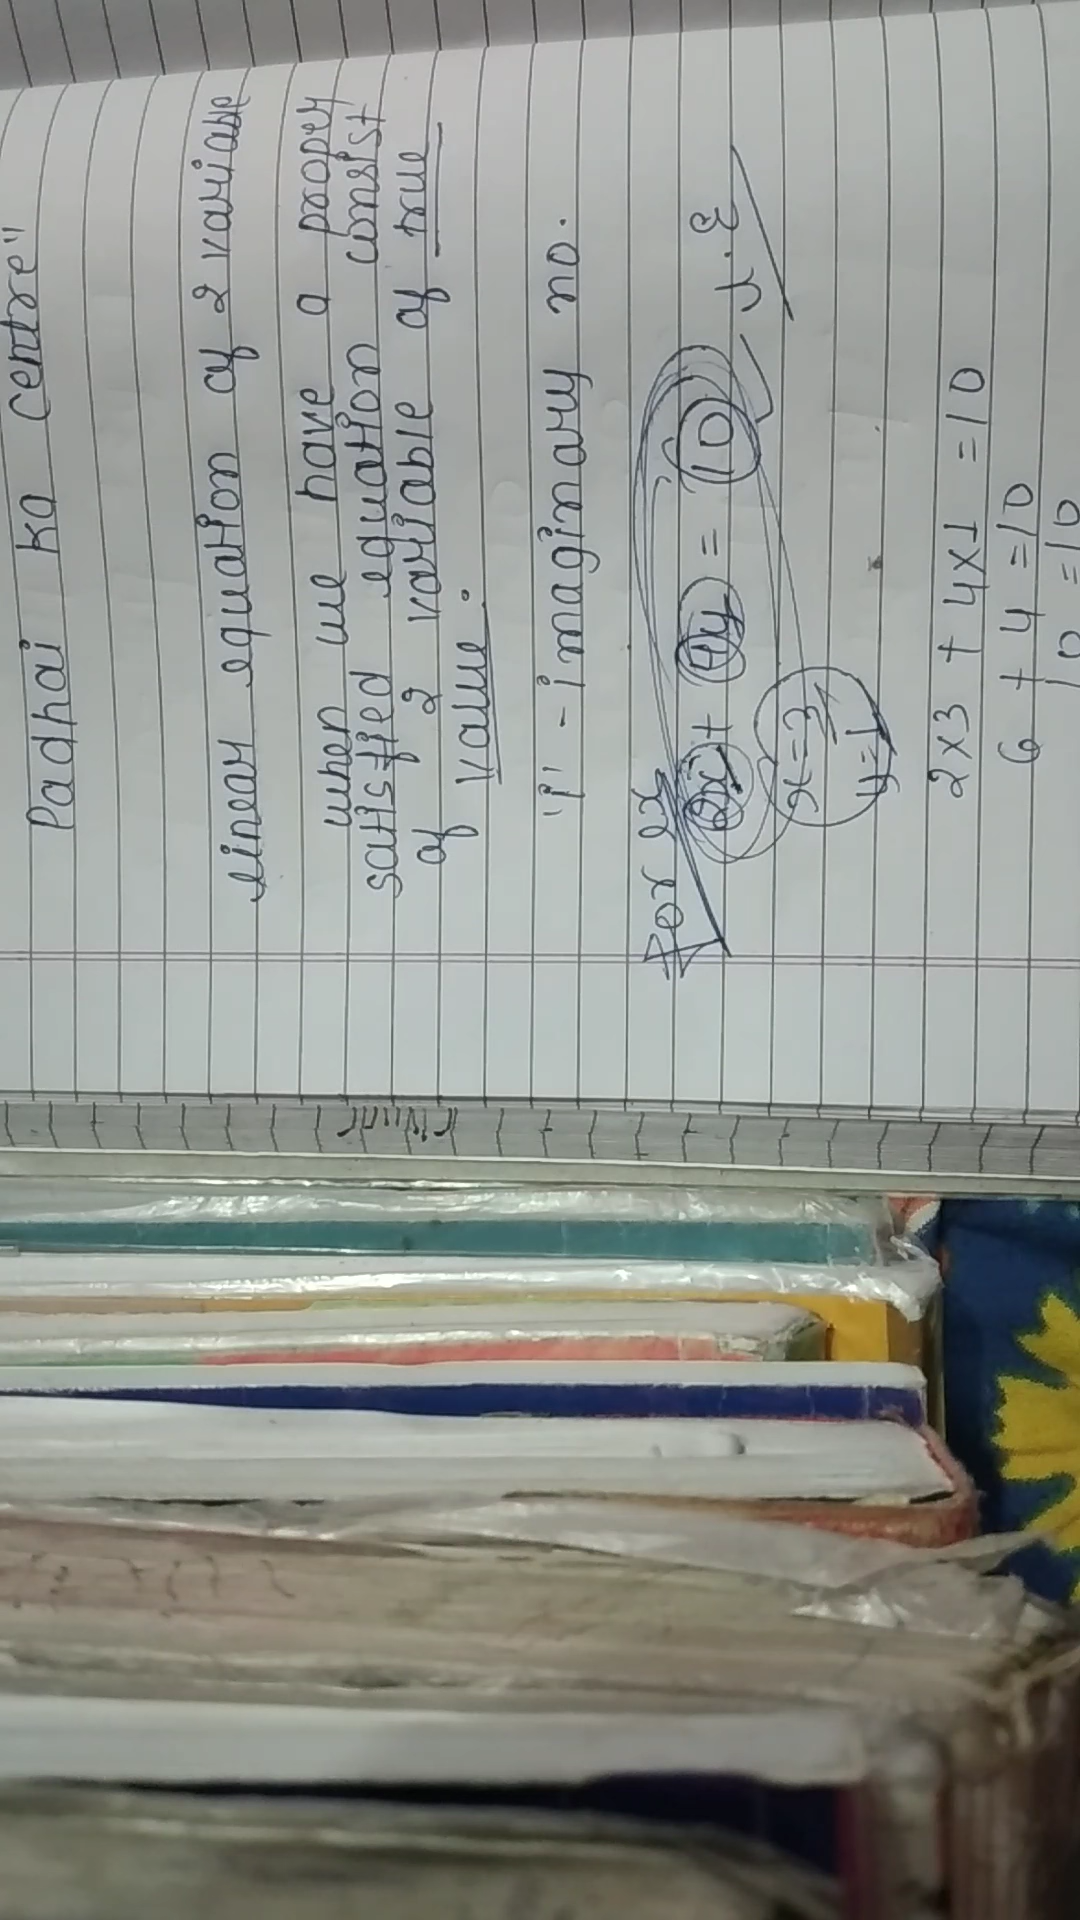 Padhai ka centre"
linear equation of 2 variable
when we have a proper
satisfied equation consist
of 2 variable of true
value.
"i" - imaginary no.
for ex
2x + 4y = 10
x=3
y=1
2x3 + 4x1 = 10
6 + 4 = 10
10 = 10